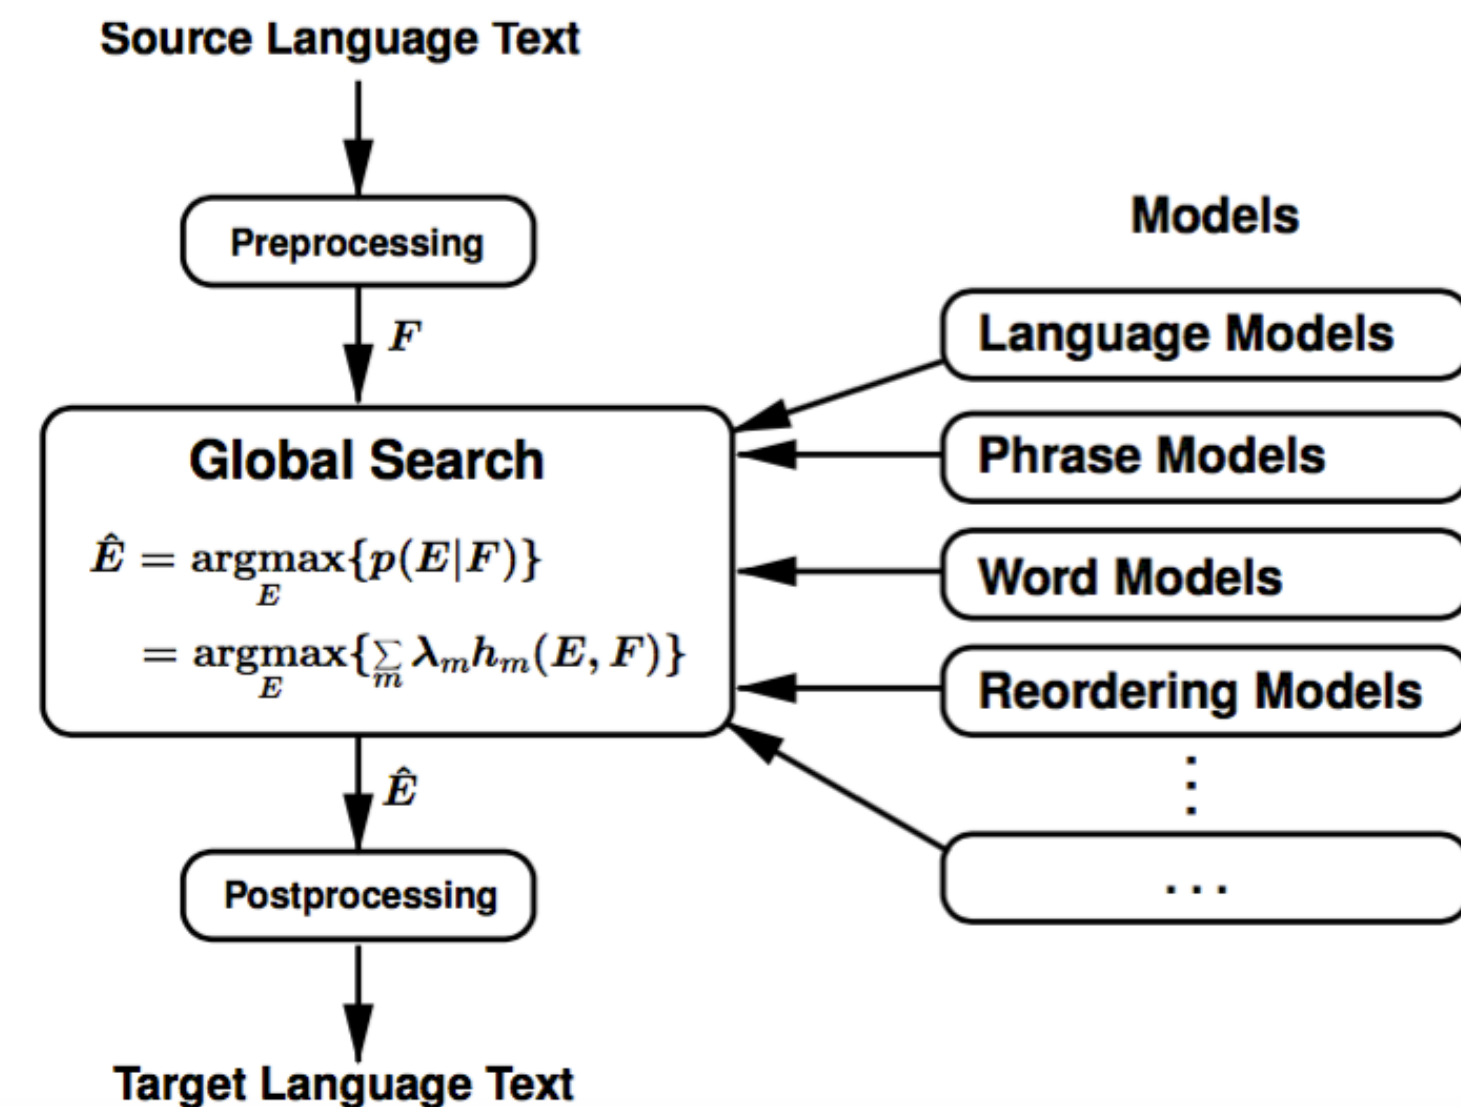 Source Language Text
Preprocessing
F
Global Search
Ê = argmax{p(E|F)}
E
= argmax{∑ λₘhₘ(E, F)}
E m
Ê
Postprocessing
Target Language Text
Models
Language Models
Phrase Models
Word Models
Reordering Models
⋮
...